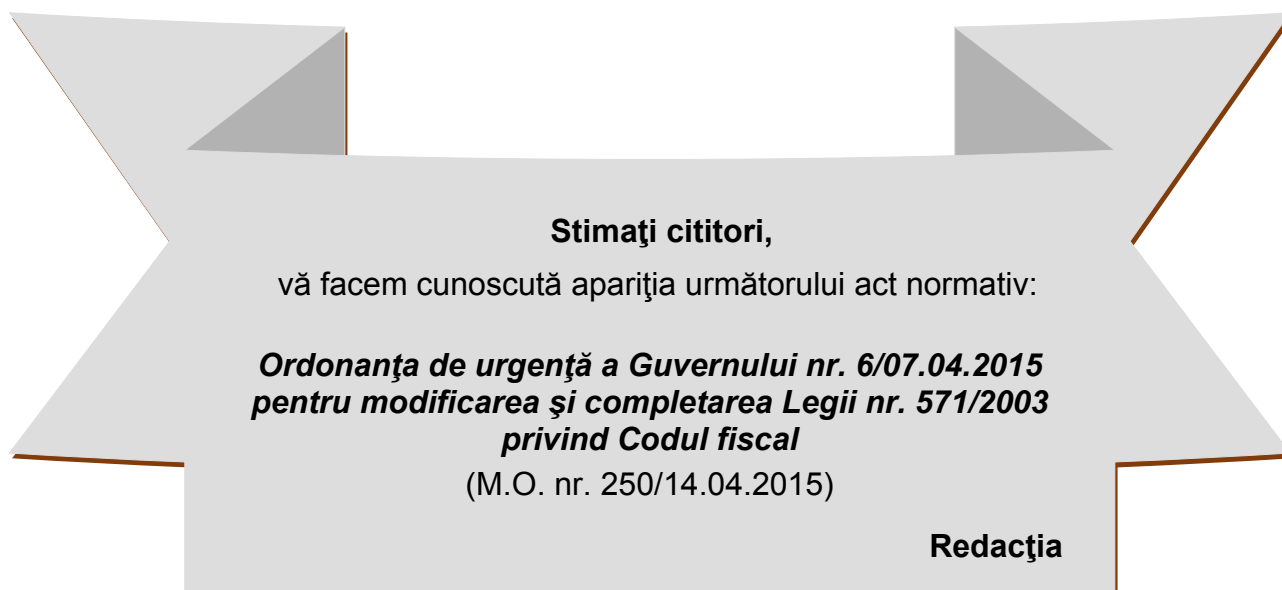 Stimaţi cititori,
vă facem cunoscută apariţia următorului act normativ:
Ordonanţa de urgenţă a Guvernului nr. 6/07.04.2015
pentru modificarea şi completarea Legii nr. 571/2003
privind Codul fiscal
(M.O. nr. 250/14.04.2015)
Redacţia